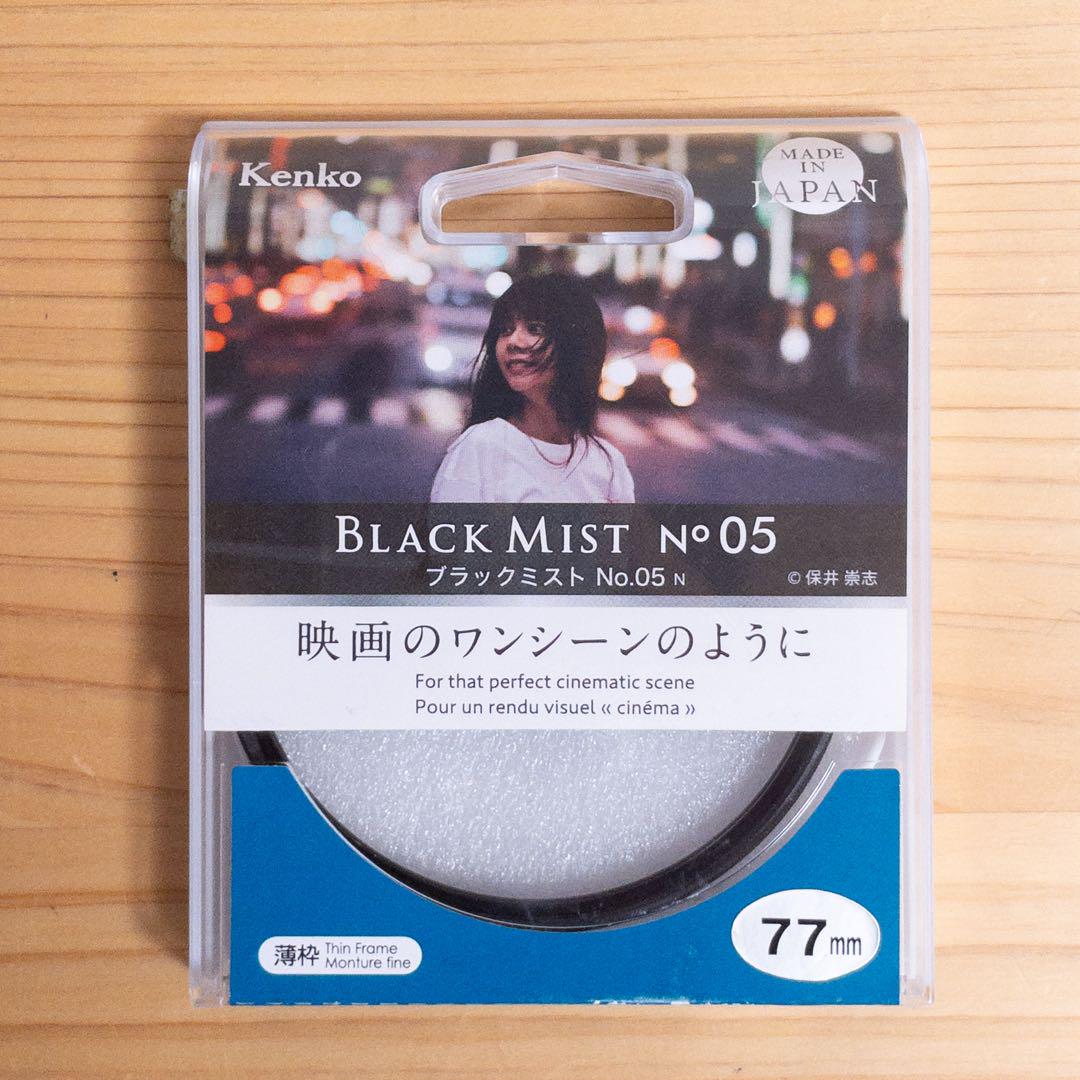 Kenko
MADE
IN
JAPAN
BLACK MIST No 05
ブラックミスト No.05 N
© 保井 崇志
映画のワンシーンのように
For that perfect cinematic scene
Pour un rendu visuel « cinéma »
薄枠 Thin Frame
Monture fine
77mm